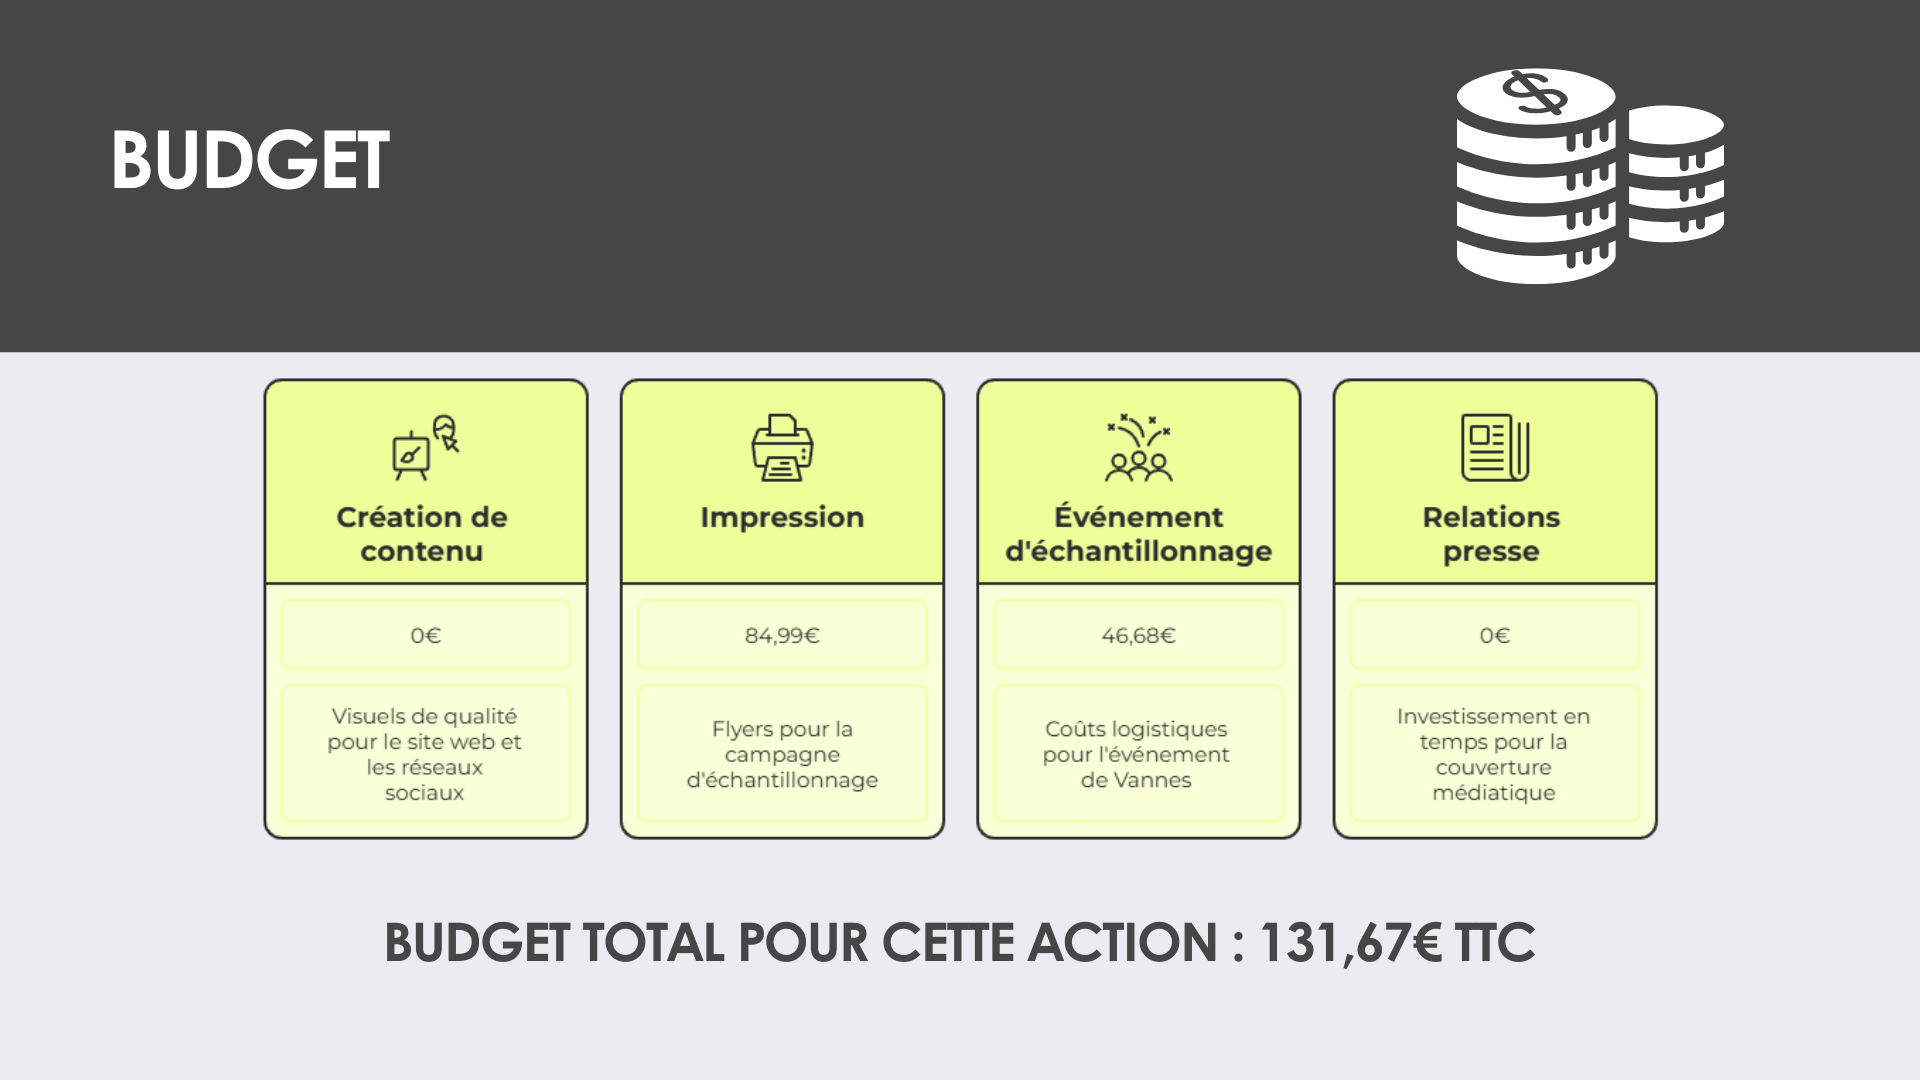 BUDGET
$
Création de
contenu
0€
Visuels de qualité
pour le site web et
les réseaux
sociaux
Impression
84,99€
Flyers pour la
campagne
d'échantillonnage
Événement
d'échantillonnage
46,68€
Coûts logistiques
pour l'événement
de Vannes
Relations
presse
0€
Investissement en
temps pour la
couverture
médiatique
BUDGET TOTAL POUR CETTE ACTION : 131,67€ TTC